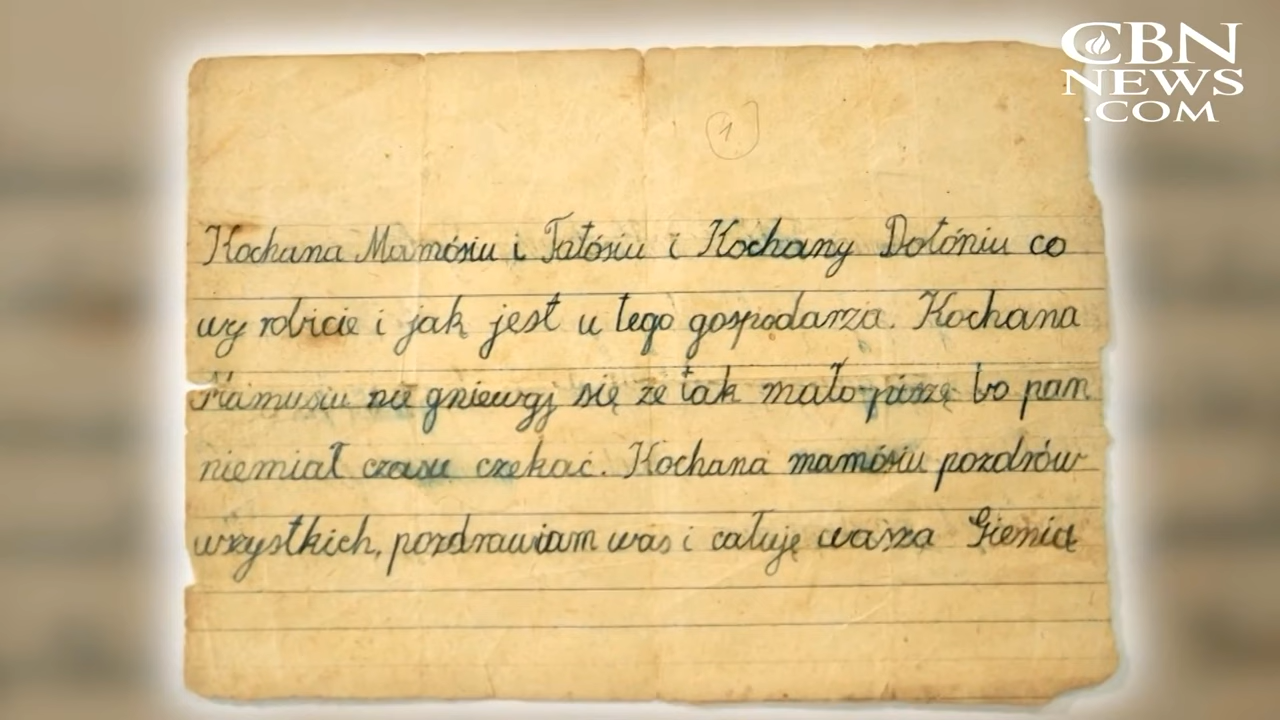 CBN
NEWS
.COM
1
Kochana Mamósiu i Tatósiu i Kochany Dołóniu co
wy robicie i jak jest u tego gospodarza. Kochana
Mamusiu nie gniewaj się że tak mało piszę bo pan
niemiał czasu czekać. Kochana mamósiu pozdrów
wszystkich, pozdrawiam was i całuję wasza Gienia